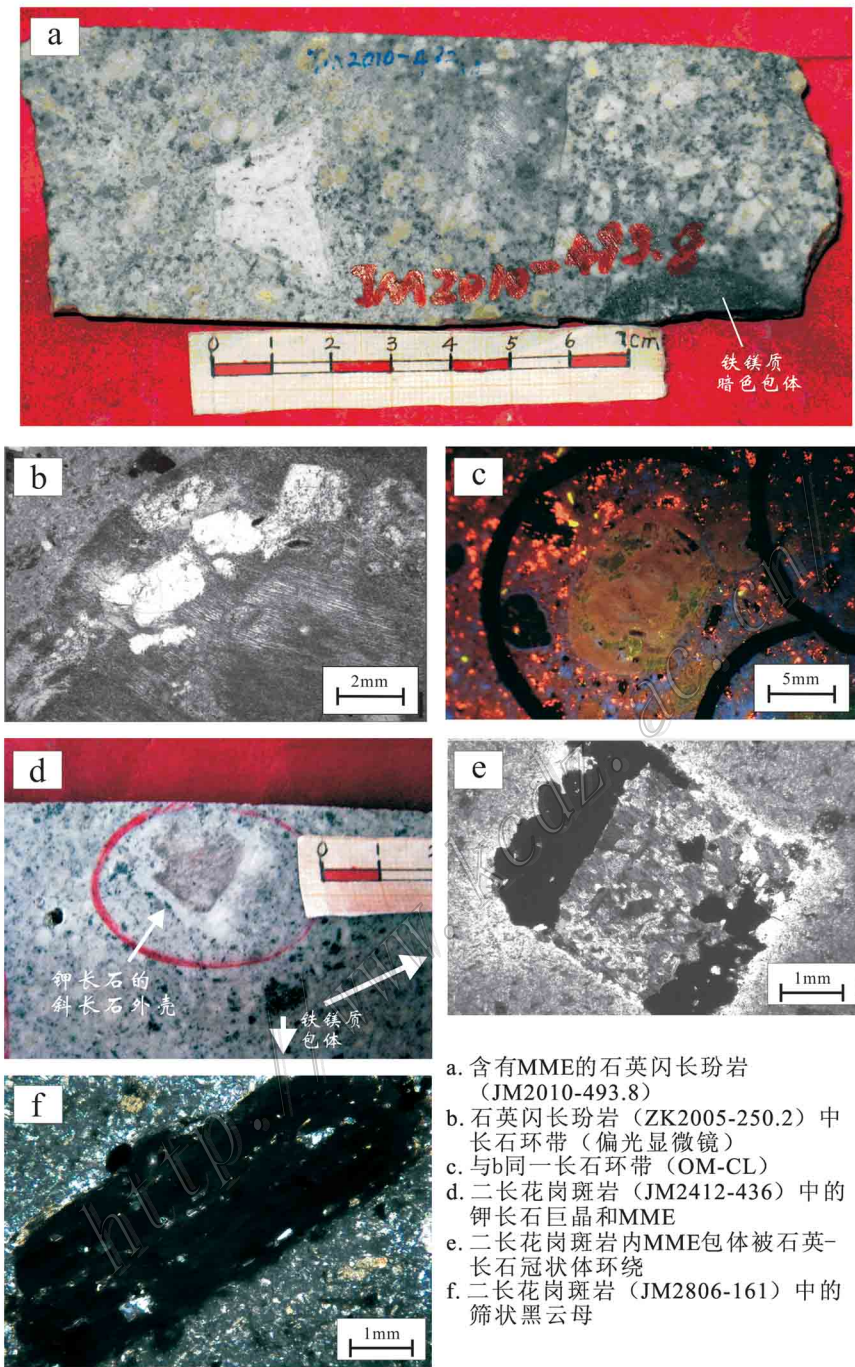 a
JM2010-493.8
0 1 2 3 4 5 6 7cm
铁镁质
暗色包体
b
2mm
c
5mm
d
0 1
钾长石的
斜长石外壳
铁镁质
包体
e
1mm
f
1mm
a. 含有MME的石英闪长玢岩
(JM2010-493.8)
b. 石英闪长玢岩(ZK2005-250.2)中
长石环带(偏光显微镜)
c. 与b同一长石环带(OM-CL)
d. 二长花岗斑岩(JM2412-436)中的
钾长石巨晶和MME
e. 二长花岗斑岩内MME包体被石英-
长石冠状体环绕
f. 二长花岗斑岩(JM2806-161)中的
筛状黑云母